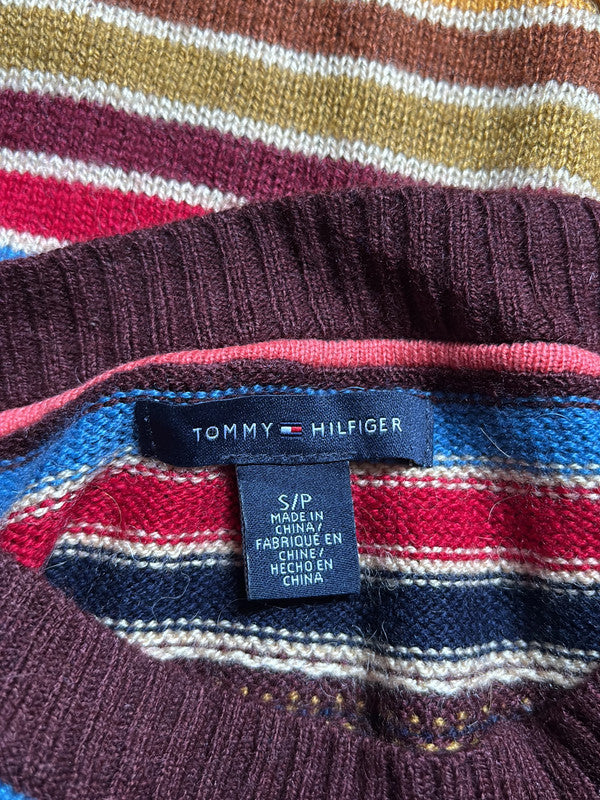 TOMMY HILFIGER
S/P
MADE IN
CHINA/
FABRIQUÉ EN
CHINE/
HECHO EN
CHINA